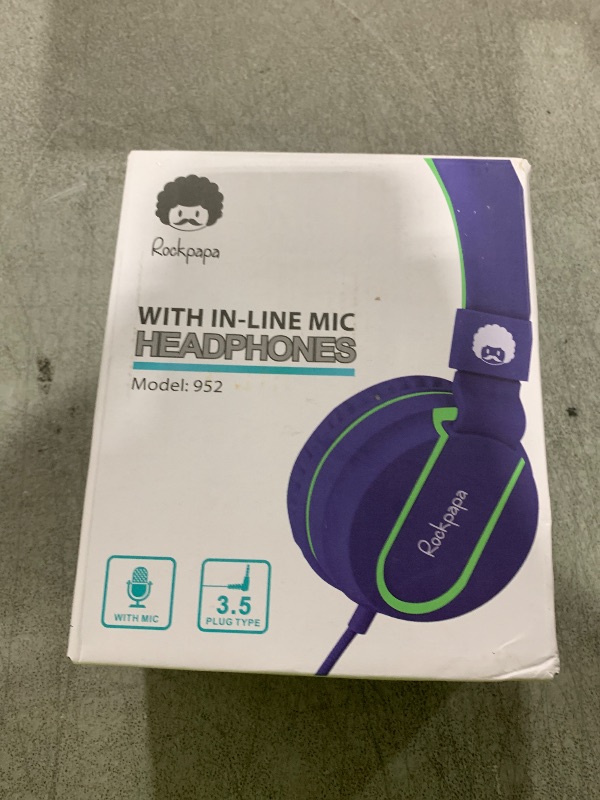 Rockpapa
WITH IN-LINE MIC
HEADPHONES
Model: 952
Rockpapa
WITH MIC
3.5
PLUG TYPE